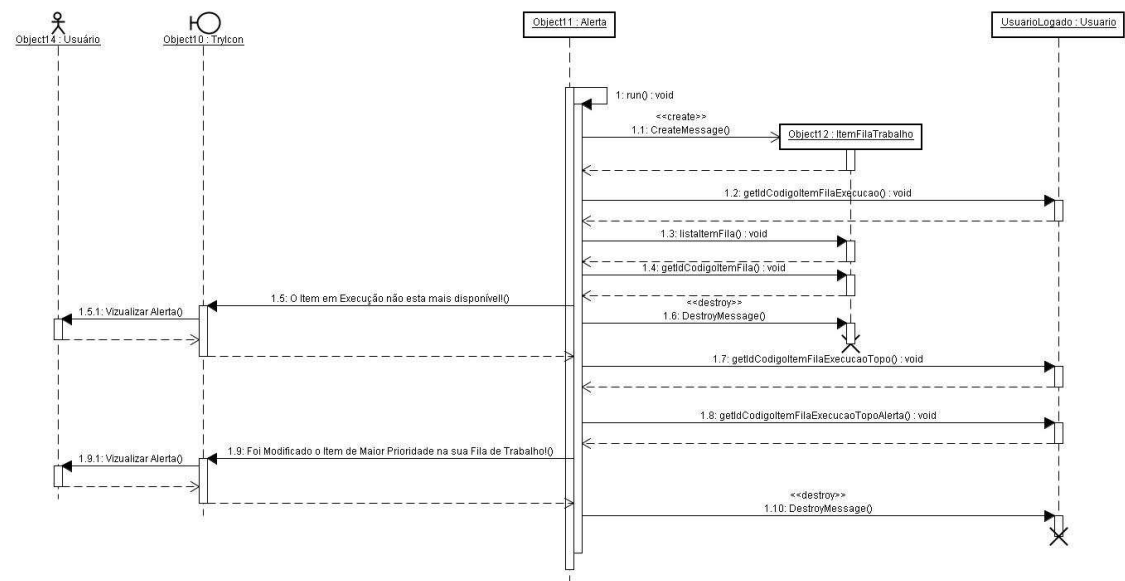 Object14 : Usuário
Object10 : TryIcon
Object11 : Alerta
UsuarioLogado : Usuario
1: run() : void
<<create>>
1.1: CreateMessage()
Object12 : ItemFilaTrabalho
1.2: getIdCodigoItemFilaExecucao() : void
1.3: listaItemFila() : void
1.4: getIdCodigoItemFila() : void
1.5: O Item em Execução não esta mais disponível!()
1.5.1: Vizualizar Alerta()
<<destroy>>
1.6: DestroyMessage()
1.7: getIdCodigoItemFilaExecucaoTopo() : void
1.8: getIdCodigoItemFilaExecucaoTopoAlerta() : void
1.9: Foi Modificado o Item de Maior Prioridade na sua Fila de Trabalho!()
1.9.1: Vizualizar Alerta()
<<destroy>>
1.10: DestroyMessage()